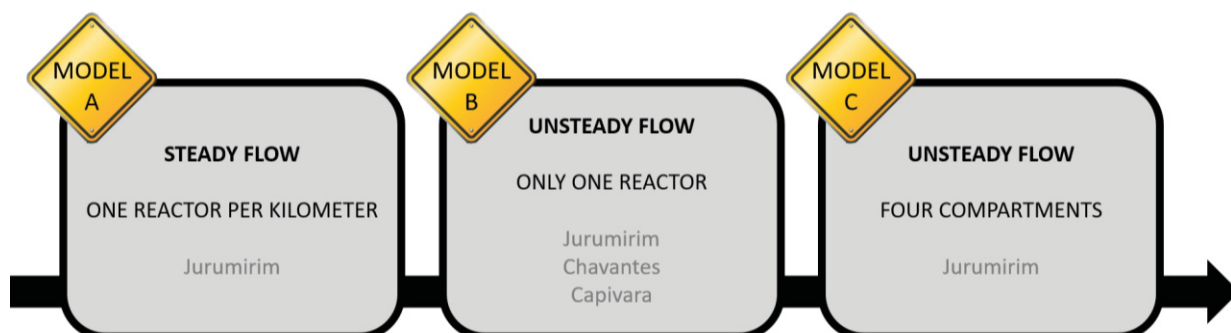 MODEL
A
STEADY FLOW
ONE REACTOR PER KILOMETER
Jurumirim
MODEL
B
UNSTEADY FLOW
ONLY ONE REACTOR
Jurumirim
Chavantes
Capivara
MODEL
C
UNSTEADY FLOW
FOUR COMPARTMENTS
Jurumirim